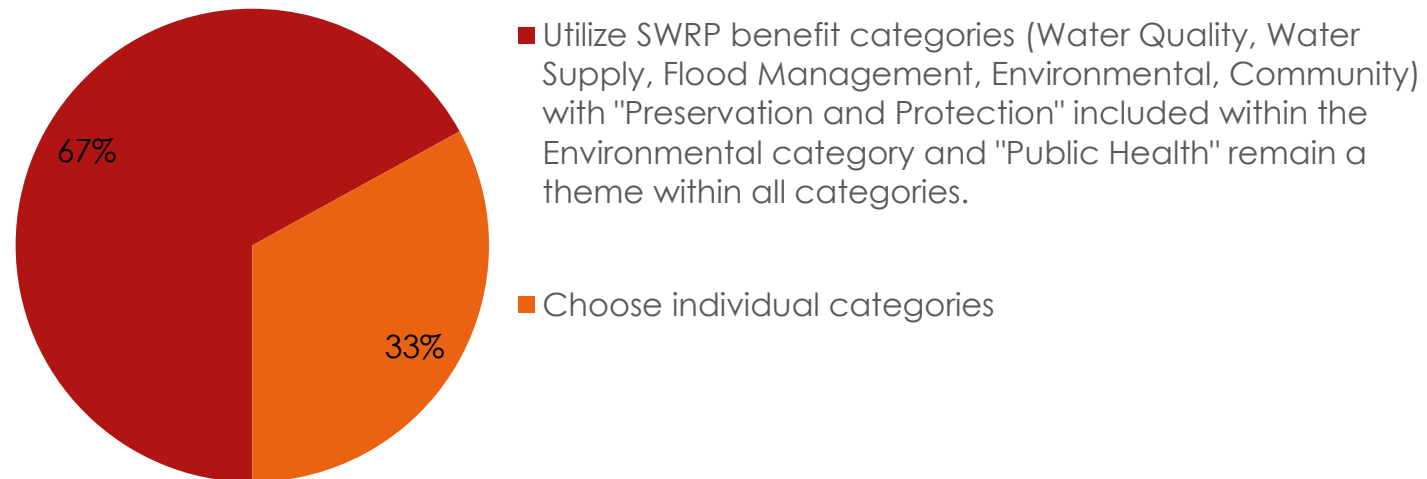 67%
33%
Utilize SWRP benefit categories (Water Quality, Water
Supply, Flood Management, Environmental, Community)
with "Preservation and Protection" included within the
Environmental category and "Public Health" remain a
theme within all categories.
Choose individual categories